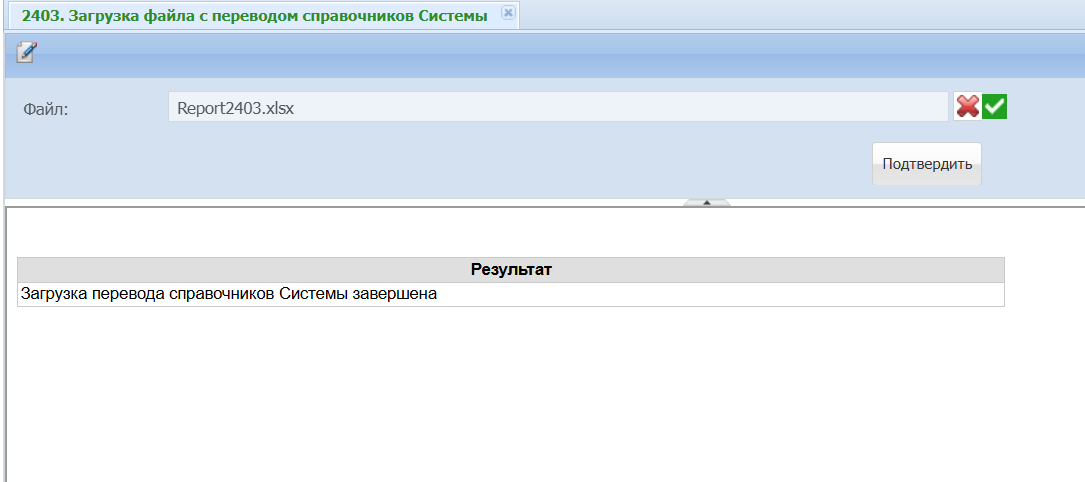 2403. Загрузка файла с переводом справочников Системы
Файл:
Report2403.xlsx
Подтвердить
Результат
Загрузка перевода справочников Системы завершена